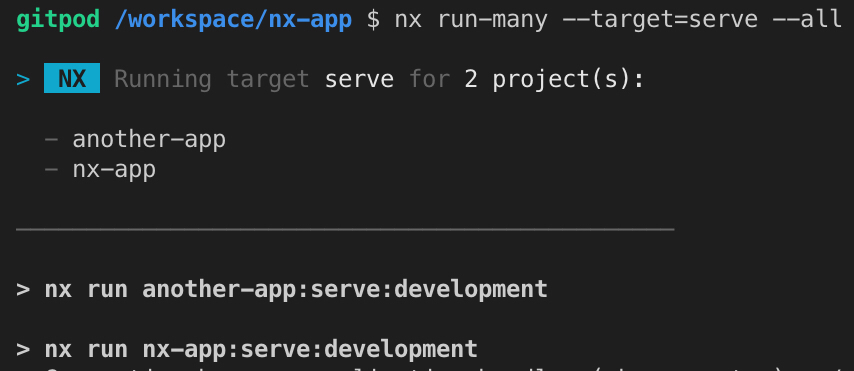 gitpod /workspace/nx-app $ nx run-many --target=serve --all
> NX Running target serve for 2 project(s):
- another-app
- nx-app
> nx run another-app:serve:development
> nx run nx-app:serve:development